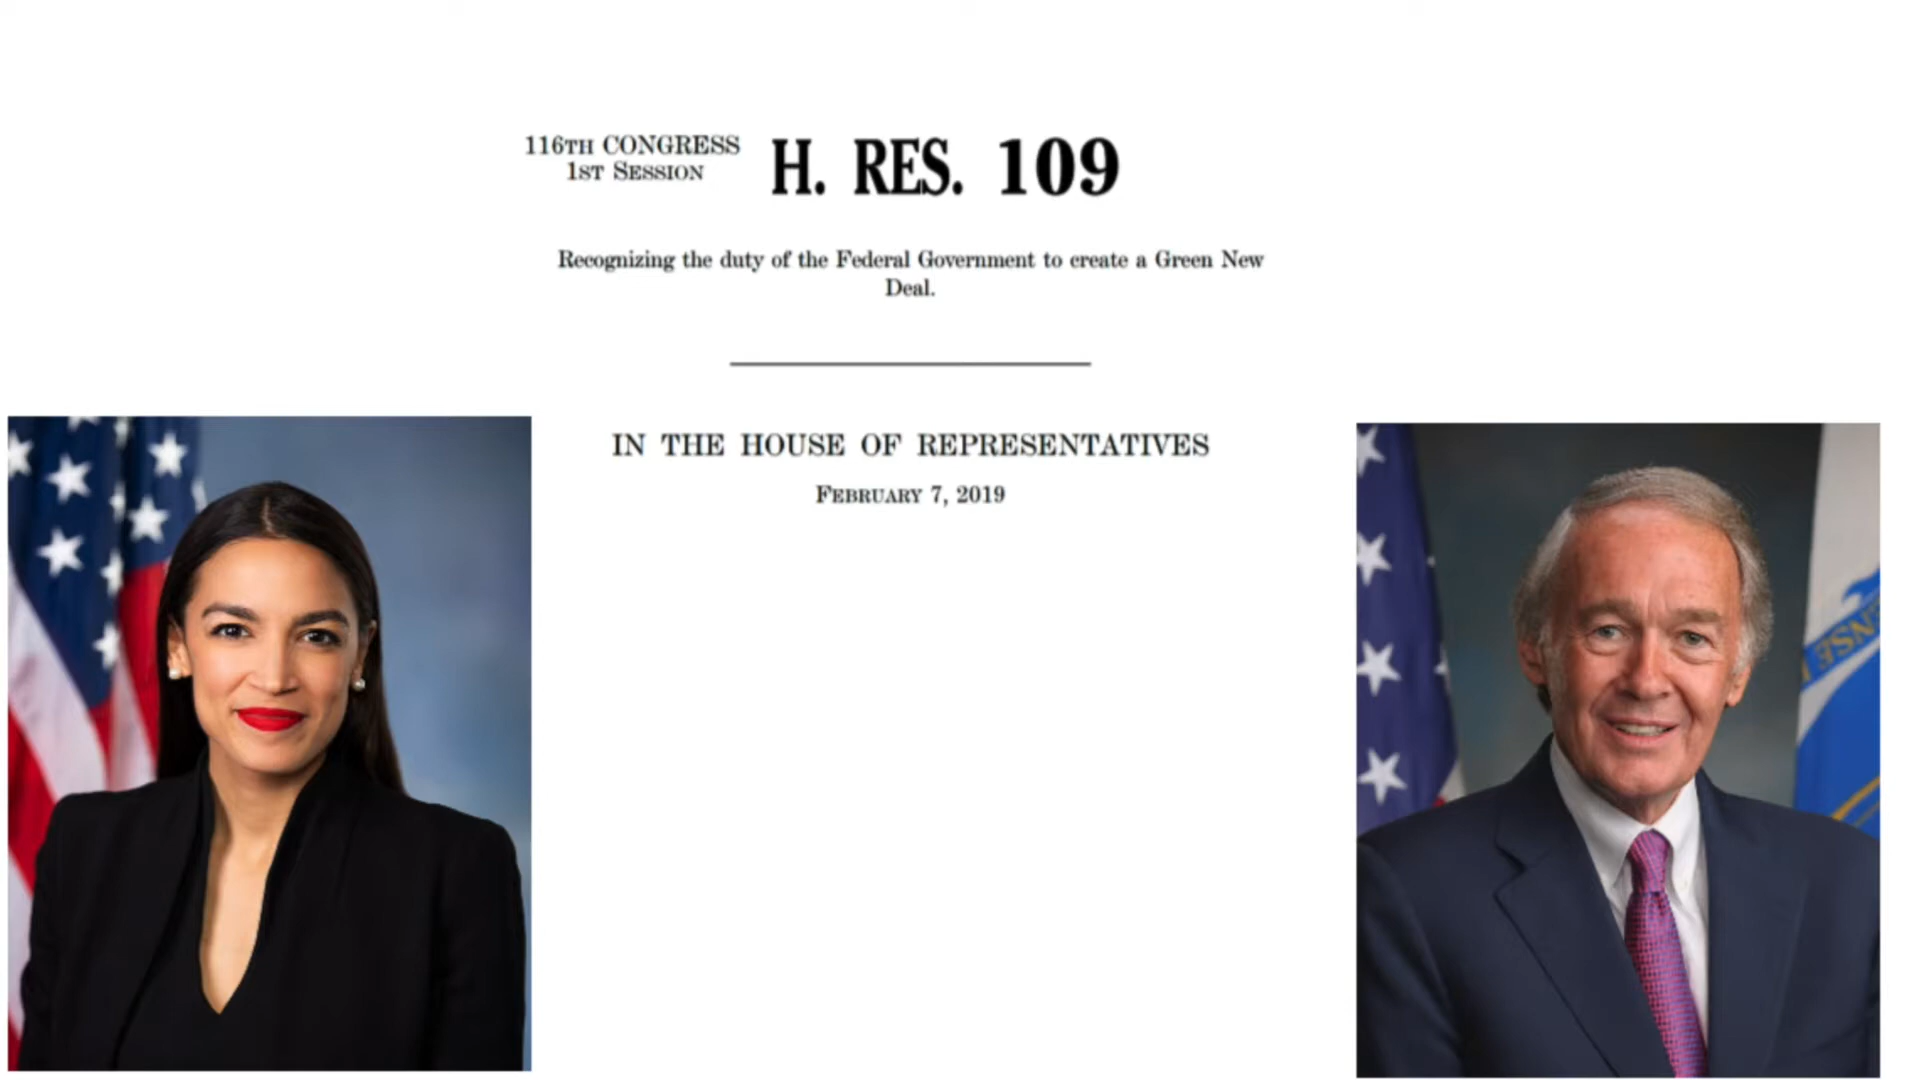 116TH CONGRESS
1ST SESSION
H. RES. 109
Recognizing the duty of the Federal Government to create a Green New
Deal.
IN THE HOUSE OF REPRESENTATIVES
FEBRUARY 7, 2019